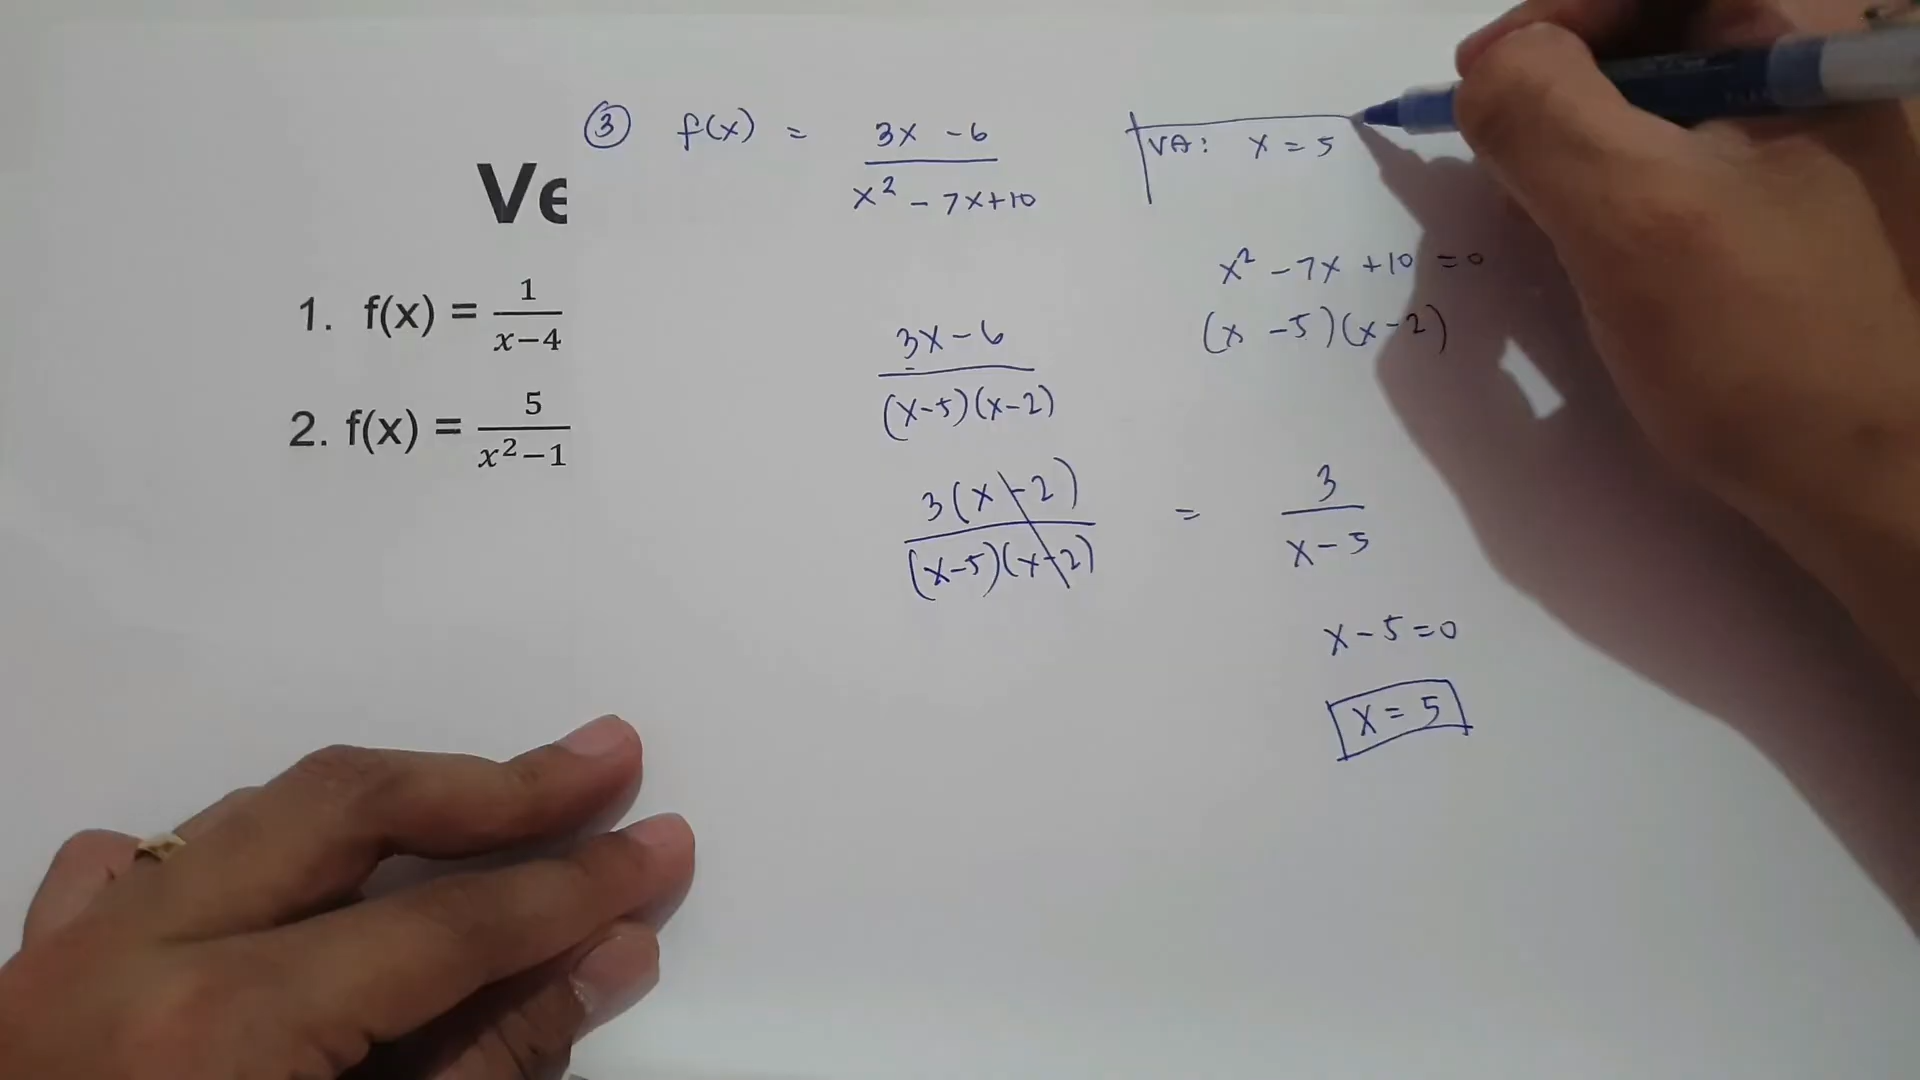 ③ f(x) = 3x - 6 / x² - 7x+10
VA: x = 5
Ve
1. f(x) = 1 / x-4
2. f(x) = 5 / x²-1
x² - 7x +10 = 0
(x - 5)(x-2)
3x - 6 / (x-5)(x-2)
3(x-2) / (x-5)(x-2) = 3 / x-5
x - 5 = 0
x = 5